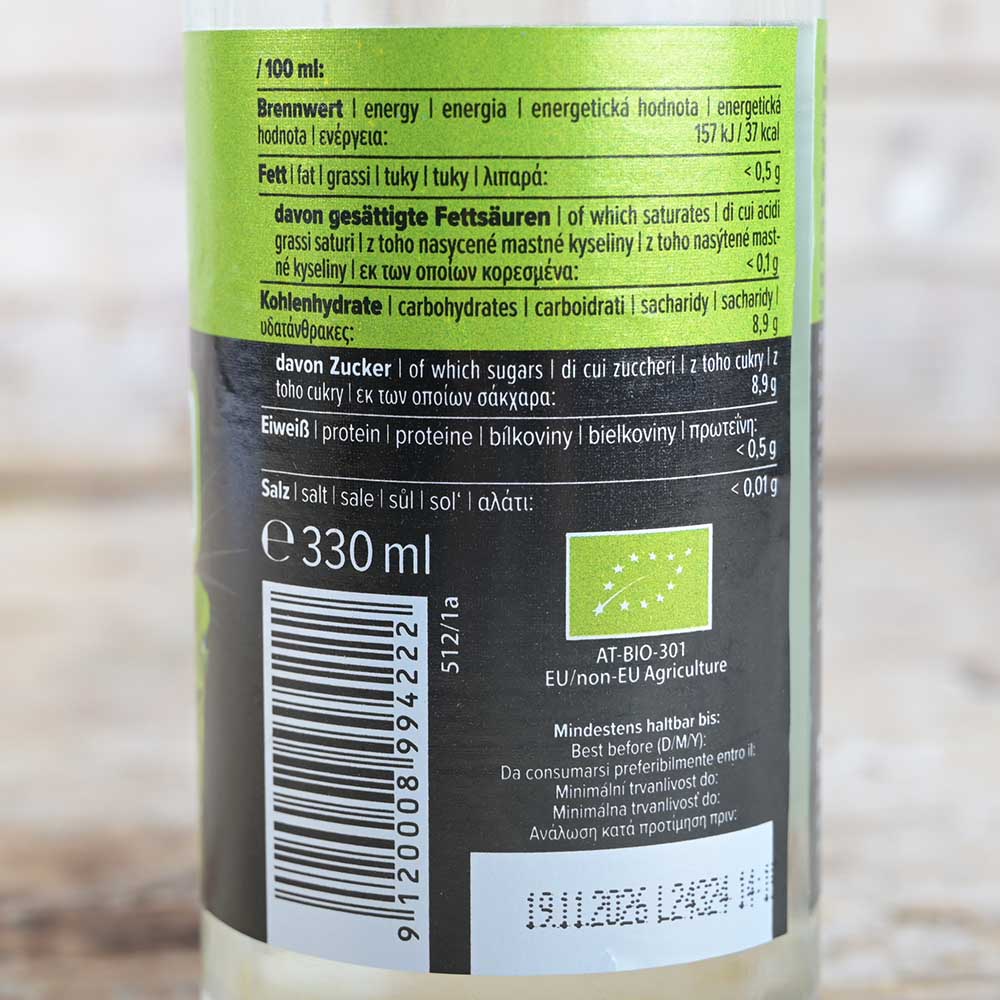 / 100 ml:
Brennwert | energy | energia | energetická hodnota | energetická
hodnota | ενέργεια: 157 kJ / 37 kcal
Fett | fat | grassi | tuky | tuky | λιπαρά: < 0,5 g
davon gesättigte Fettsäuren | of which saturates | di cui acidi
grassi saturi | z toho nasycené mastné kyseliny | z toho nasýtené mast-
né kyseliny | εκ των οποίων κορεσμένα: < 0,1 g
Kohlenhydrate | carbohydrates | carboidrati | sacharidy | sacharidy |
υδατάνθρακες: 8,9 g
davon Zucker | of which sugars | di cui zuccheri | z toho cukry | z
toho cukry | εκ των οποίων σάκχαρα: 8,9 g
Eiweiß | protein | proteine | bílkoviny | bielkoviny | πρωτεΐνη:
< 0,5 g
Salz | salt | sale | sůl | sol' | αλάτι: < 0,01 g
e 330 ml
512/1a
9 120008 994222
AT-BIO-301
EU/non-EU Agriculture
Mindestens haltbar bis:
Best before (D/M/Y):
Da consumarsi preferibilmente entro il:
Minimální trvanlivost do:
Minimálna trvanlivosť do:
Ανάλωση κατά προτίμηση πριν:
19.11.2026 L24324